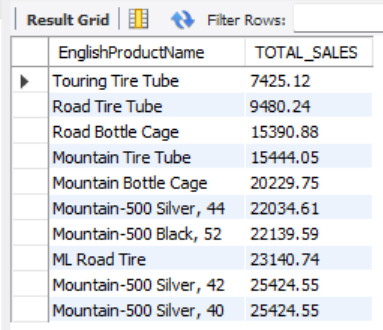 Result Grid Filter Rows:
EnglishProductName TOTAL_SALES
Touring Tire Tube 7425.12
Road Tire Tube 9480.24
Road Bottle Cage 15390.88
Mountain Tire Tube 15444.05
Mountain Bottle Cage 20229.75
Mountain-500 Silver, 44 22034.61
Mountain-500 Black, 52 22139.59
ML Road Tire 23140.74
Mountain-500 Silver, 42 25424.55
Mountain-500 Silver, 40 25424.55